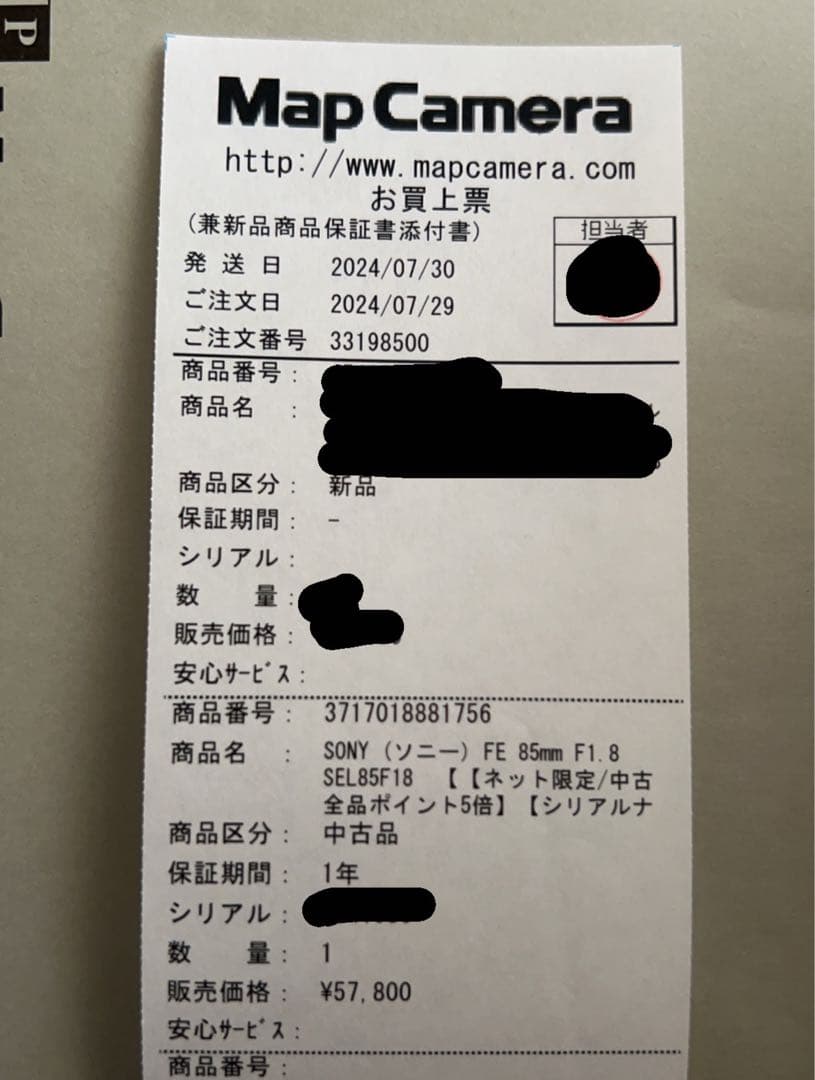 P
Map Camera
http://www.mapcamera.com
お買上票
(兼新品商品保証書添付書)
担当者
発送日 2024/07/30
ご注文日 2024/07/29
ご注文番号 33198500
商品番号:
商品名 :
商品区分: 新品
保証期間: -
シリアル:
数 量:
販売価格:
安心ｻｰﾋﾞｽ:
商品番号: 3717018881756
商品名 : SONY (ソニー) FE 85mm F1.8
SEL85F18 【【ネット限定/中古
全品ポイント5倍】【シリアルナ
商品区分: 中古品
保証期間: 1年
シリアル:
数 量: 1
販売価格: ¥57,800
安心ｻｰﾋﾞｽ:
商品番号: